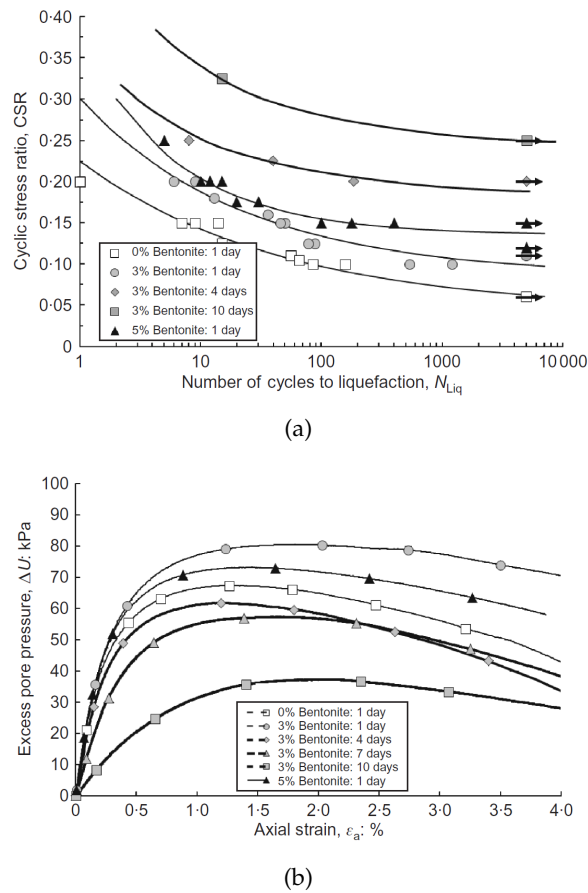 0·40
0·35
0·30
0·25
0·20
0·15
0·10
0·05
0
Cyclic stress ratio, CSR
0% Bentonite: 1 day
3% Bentonite: 1 day
3% Bentonite: 4 days
3% Bentonite: 10 days
5% Bentonite: 1 day
1
10
100
1000
10 000
Number of cycles to liquefaction, NLiq
(a)
100
90
80
70
60
50
40
30
20
10
0
Excess pore pressure, ΔU: kPa
0% Bentonite: 1 day
3% Bentonite: 1 day
3% Bentonite: 4 days
3% Bentonite: 7 days
3% Bentonite: 10 days
5% Bentonite: 1 day
0
0·5
1·0
1·5
2·0
2·5
3·0
3·5
4·0
Axial strain, εa: %
(b)